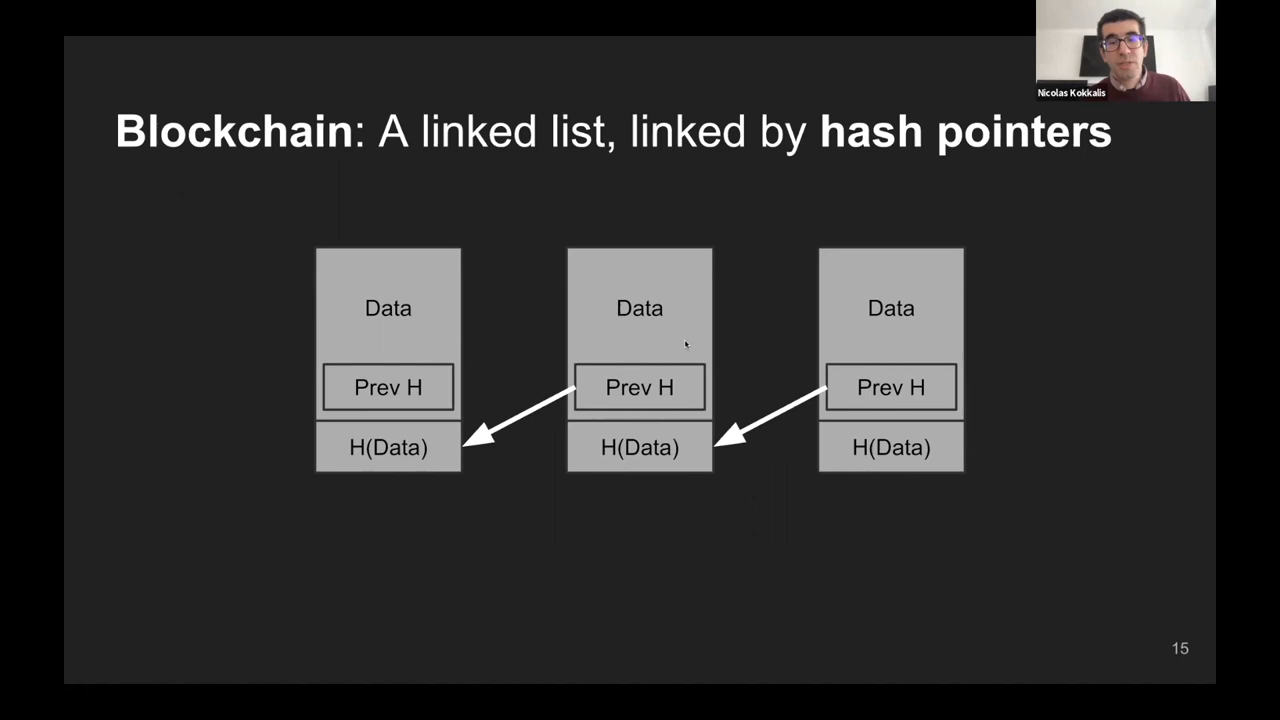 Nicolas Kokkalis
Blockchain: A linked list, linked by hash pointers
Data
Data
Data
Prev H
Prev H
Prev H
H(Data)
H(Data)
H(Data)
15